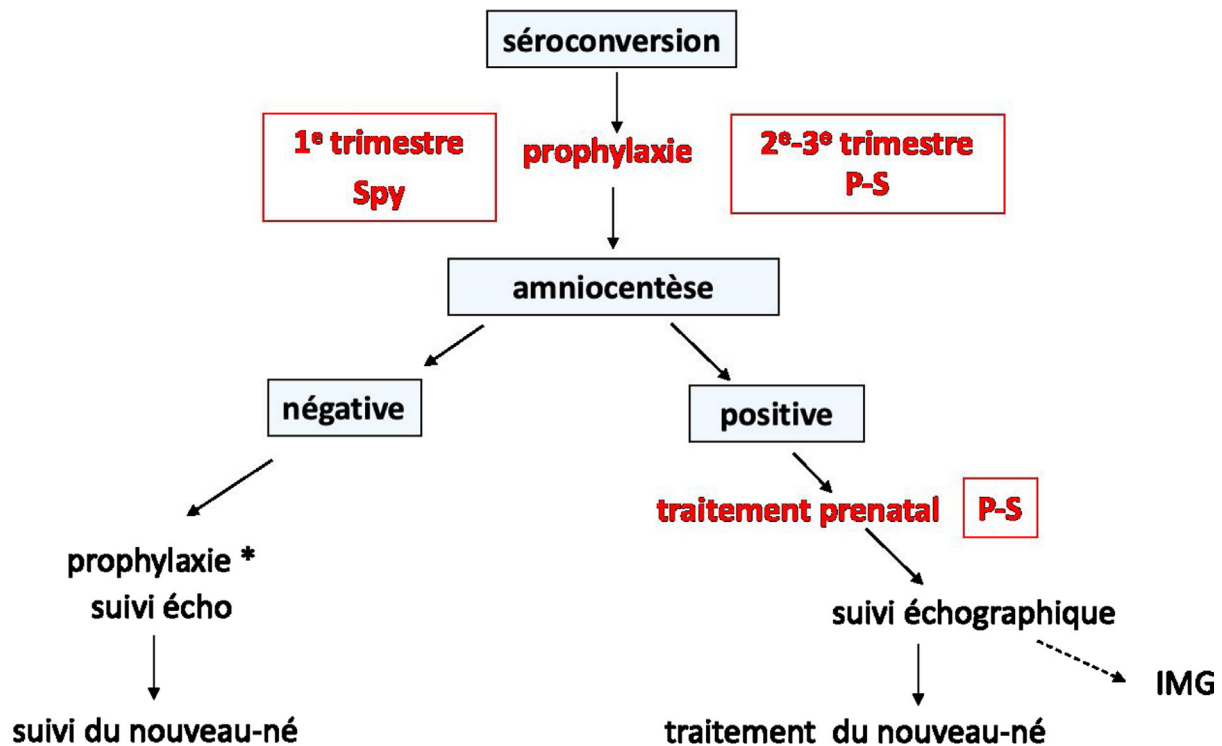 séroconversion
1e trimestre
Spy
prophylaxie
2e-3e trimestre
P-S
amniocentèse
négative
positive
traitement prenatal
P-S
prophylaxie *
suivi écho
suivi échographique
IMG
suivi du nouveau-né
traitement du nouveau-né